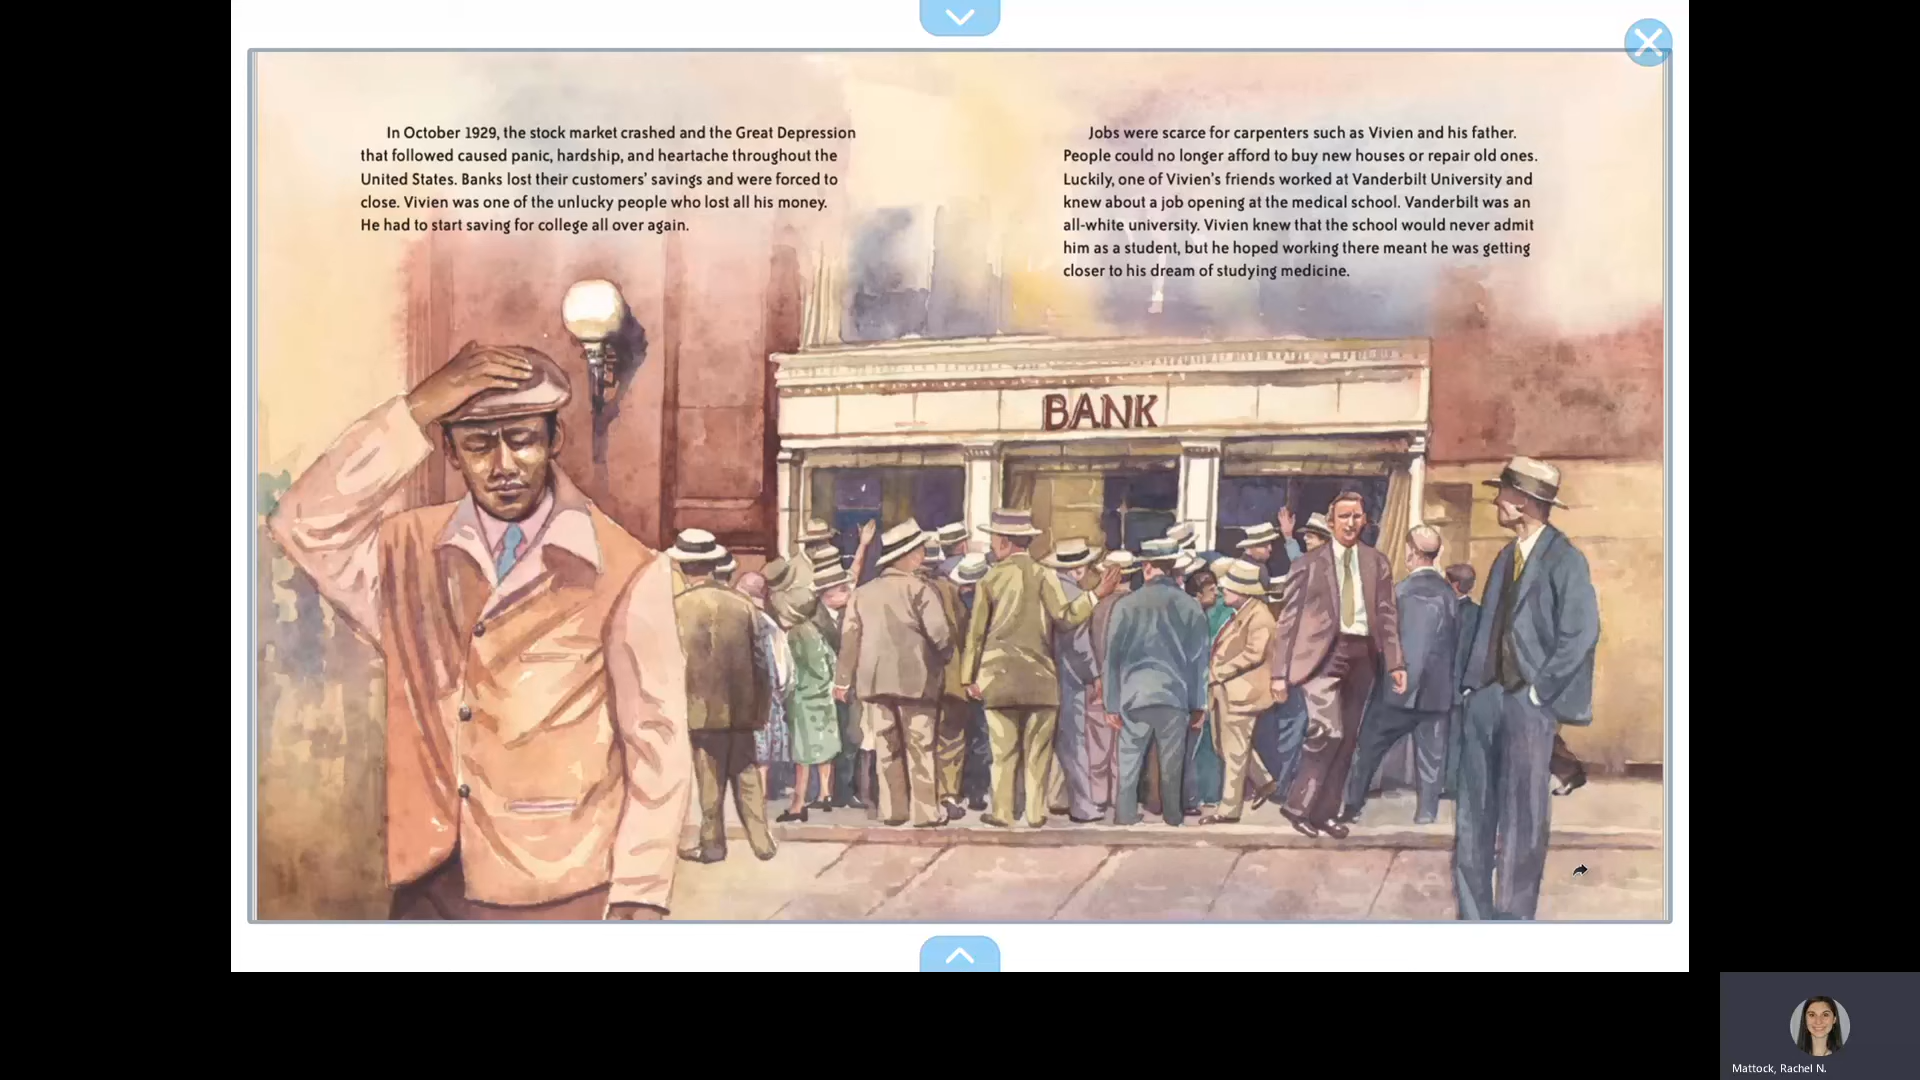 In October 1929, the stock market crashed and the Great Depression
that followed caused panic, hardship, and heartache throughout the
United States. Banks lost their customers' savings and were forced to
close. Vivien was one of the unlucky people who lost all his money.
He had to start saving for college all over again.
Jobs were scarce for carpenters such as Vivien and his father.
People could no longer afford to buy new houses or repair old ones.
Luckily, one of Vivien's friends worked at Vanderbilt University and
knew about a job opening at the medical school. Vanderbilt was an
all-white university. Vivien knew that the school would never admit
him as a student, but he hoped working there meant he was getting
closer to his dream of studying medicine.
BANK
Mattock, Rachel N.